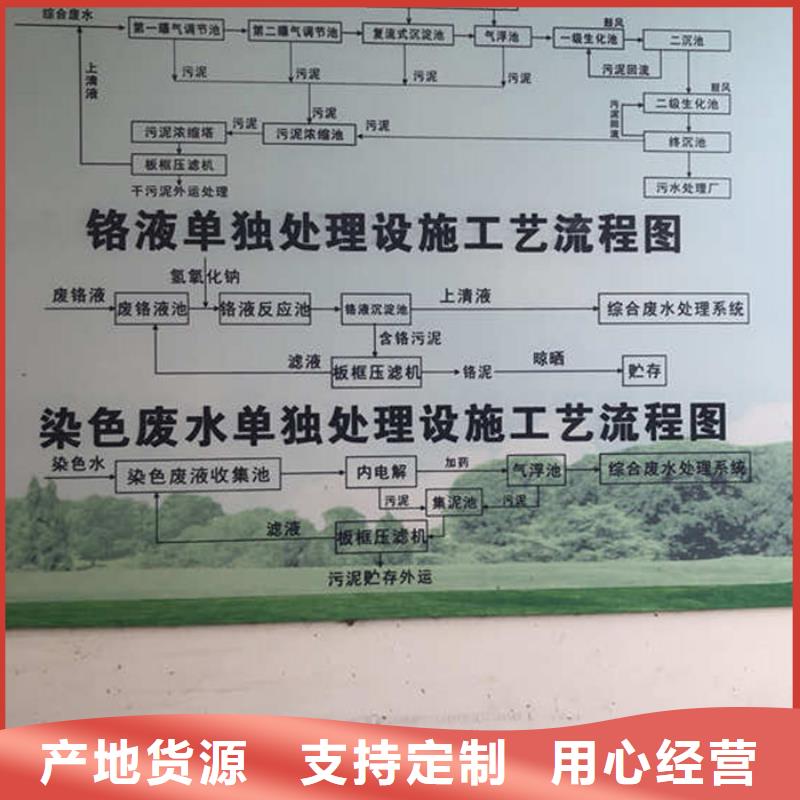 综合废水
第一曝气调节池
第二曝气调节池
复流式沉淀池
气浮池
鼓风
一级生化池
二沉池
上清液
污泥 污泥 污泥 污泥
污泥回流
鼓风
污泥
二级生化池
污泥回流
污泥浓缩塔
污泥
污泥浓缩池
污泥
终沉池
板框压滤机
干污泥外运处理
污水处理厂
铬液单独处理设施工艺流程图
氢氧化钠
废铬液
废铬液池
铬液反应池
铬液沉淀池
上清液
综合废水处理系统
含铬污泥
滤液
板框压滤机
铬泥
晾晒
贮存
染色废水单独处理设施工艺流程图
染色水
染色废液收集池
内电解
加药
气浮池
综合废水处理系统
污泥
集泥池
污泥
滤液
板框压滤机
污泥贮存外运
产地货源 支持定制 用心经营